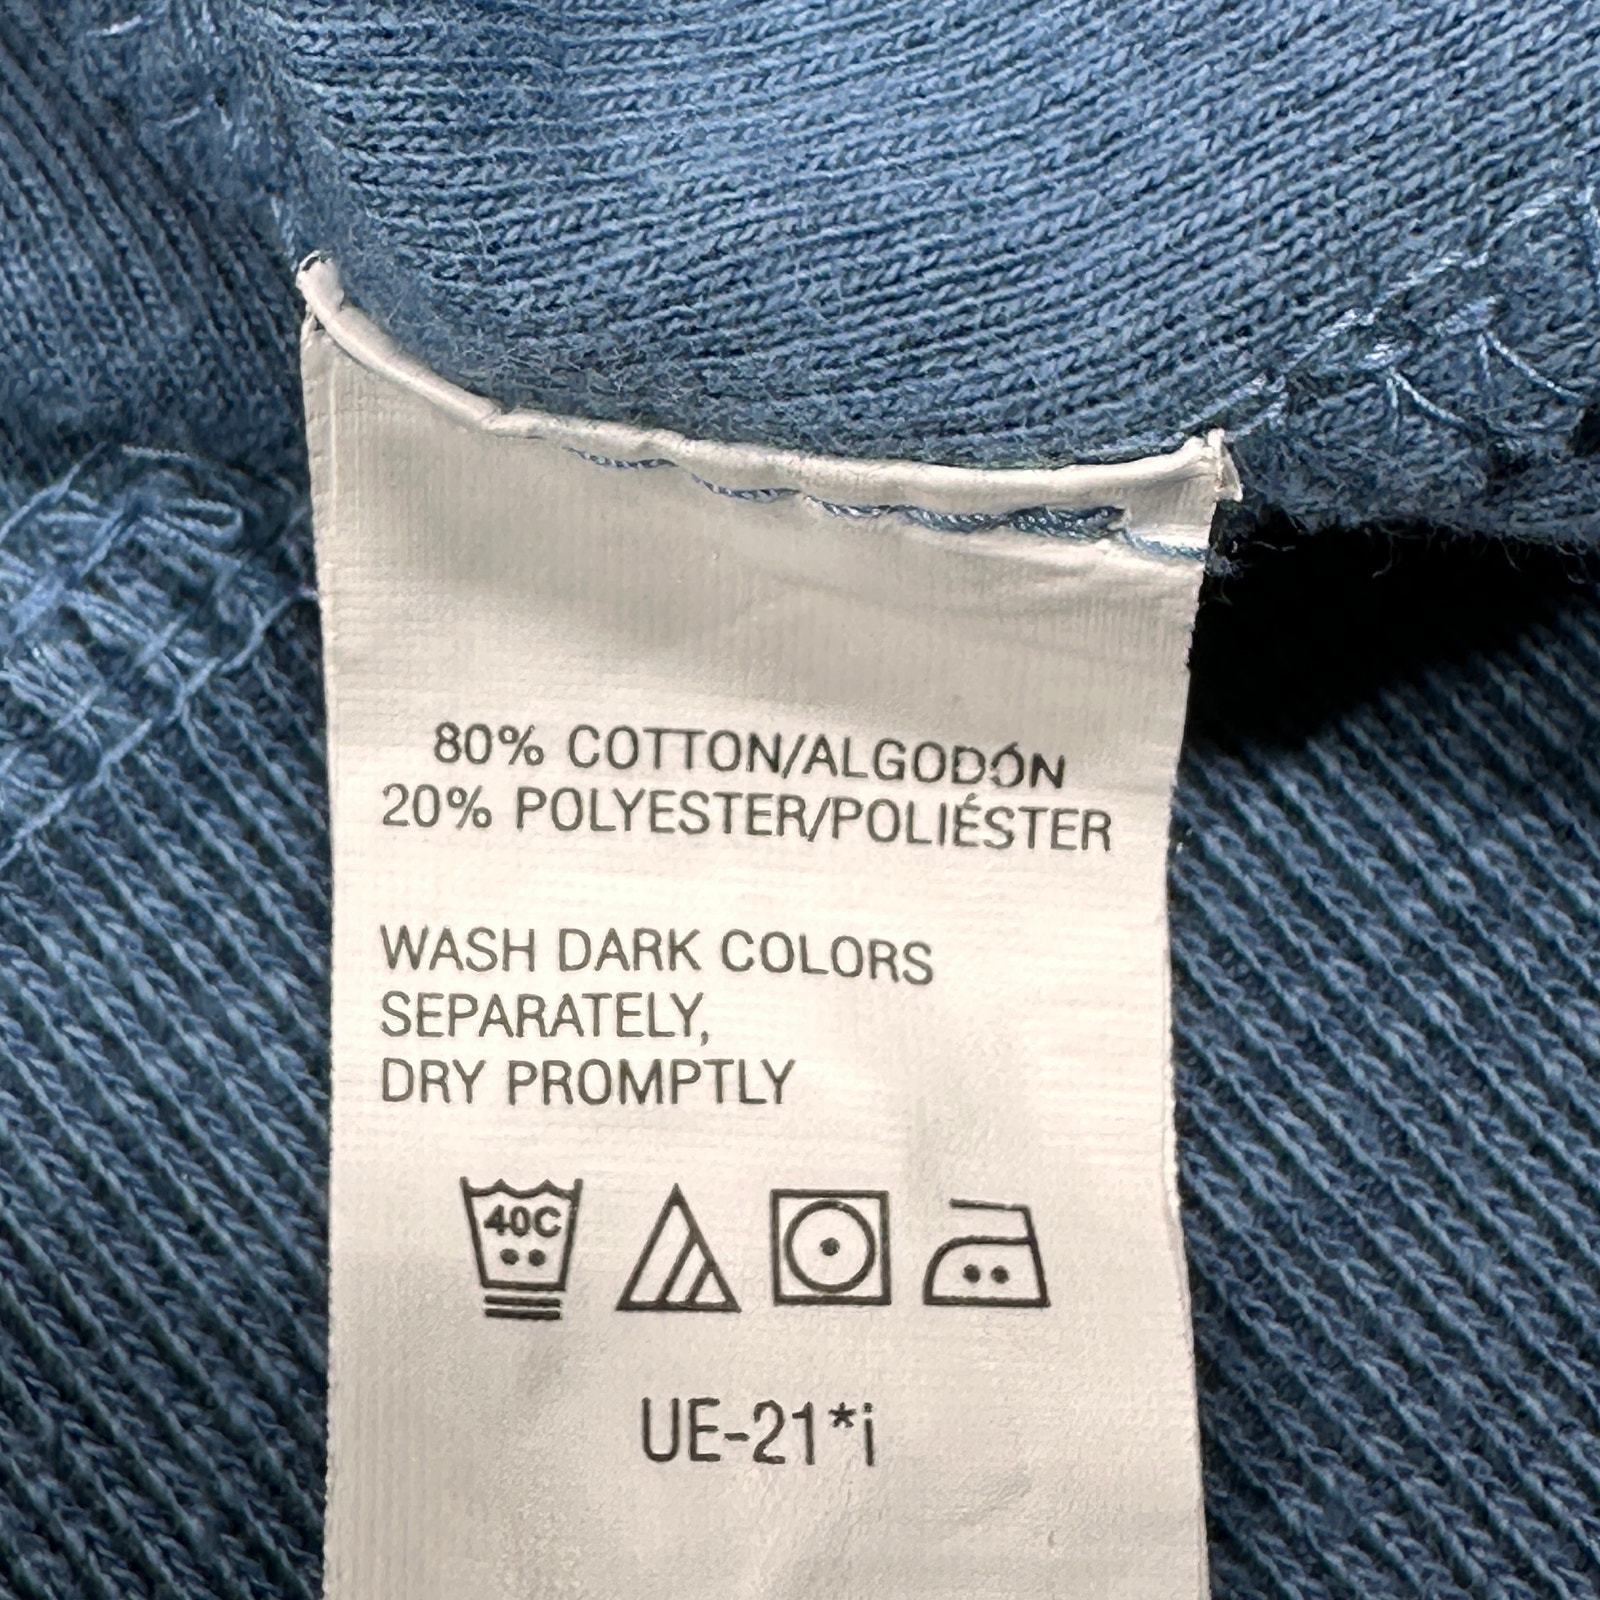 80% COTTON/ALGODÓN
20% POLYESTER/POLIÉSTER
WASH DARK COLORS
SEPARATELY,
DRY PROMPTLY
40C
UE-21*i